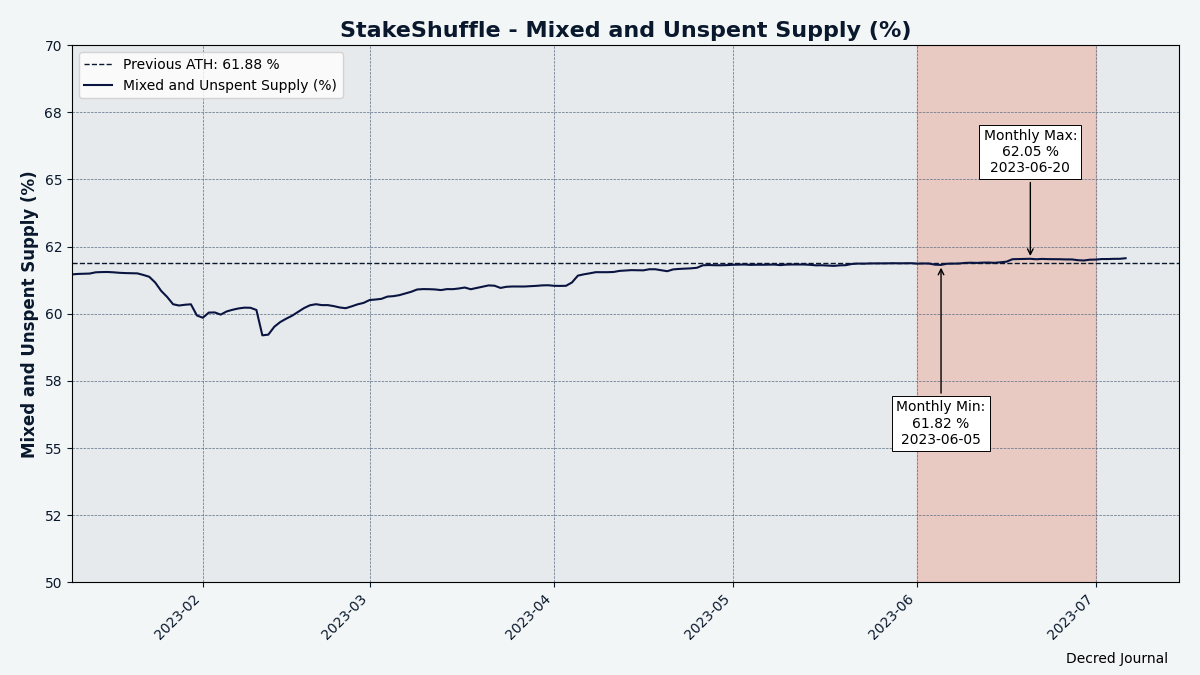 StakeShuffle - Mixed and Unspent Supply (%)
Previous ATH: 61.88 %
Mixed and Unspent Supply (%)
Mixed and Unspent Supply (%)
70
68
65
62
60
58
55
52
50
Monthly Max:
62.05 %
2023-06-20
Monthly Min:
61.82 %
2023-06-05
2023-02
2023-03
2023-04
2023-05
2023-06
2023-07
Decred Journal